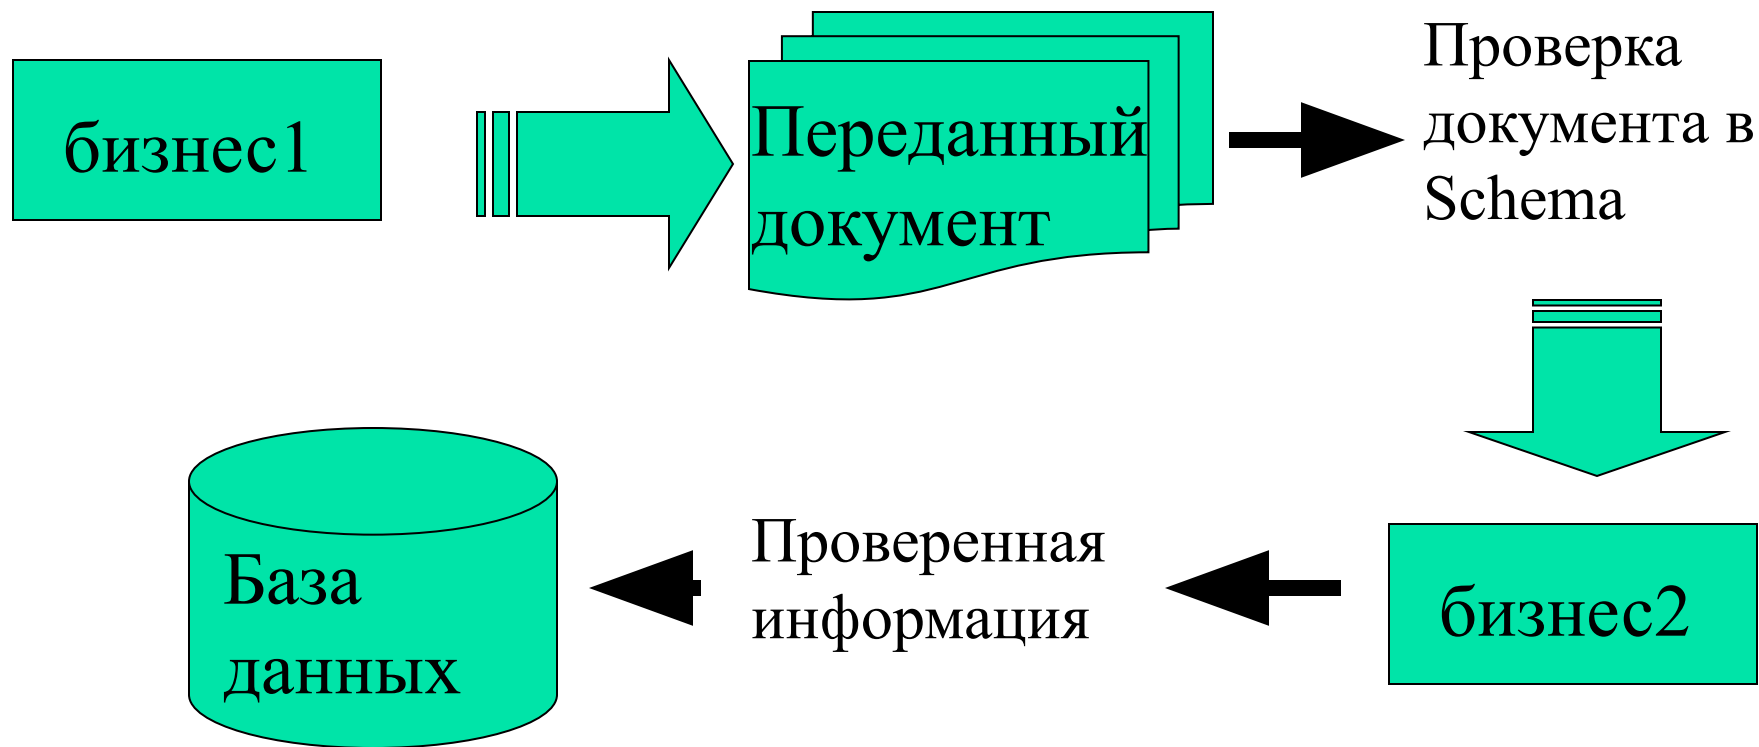 бизнес1
Переданный
документ
Проверка
документа в
Schema
База
данных
Проверенная
информация
бизнес2